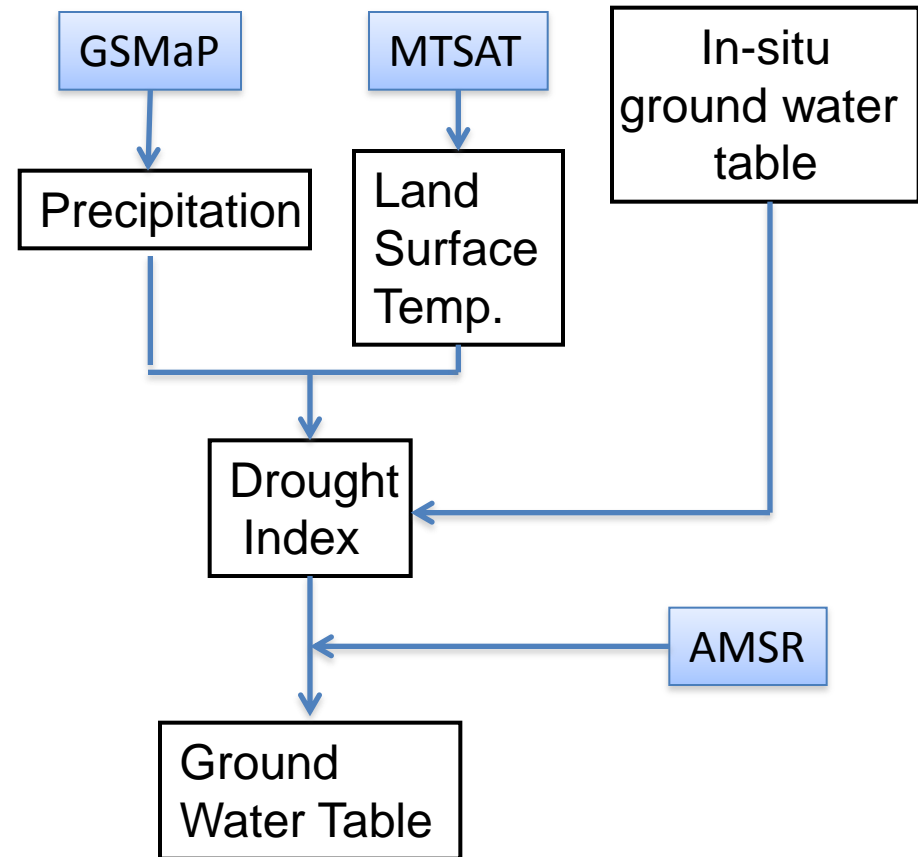 GSMaP
MTSAT
In-situ
ground water
table
Precipitation
Land
Surface
Temp.
Drought
Index
AMSR
Ground
Water Table